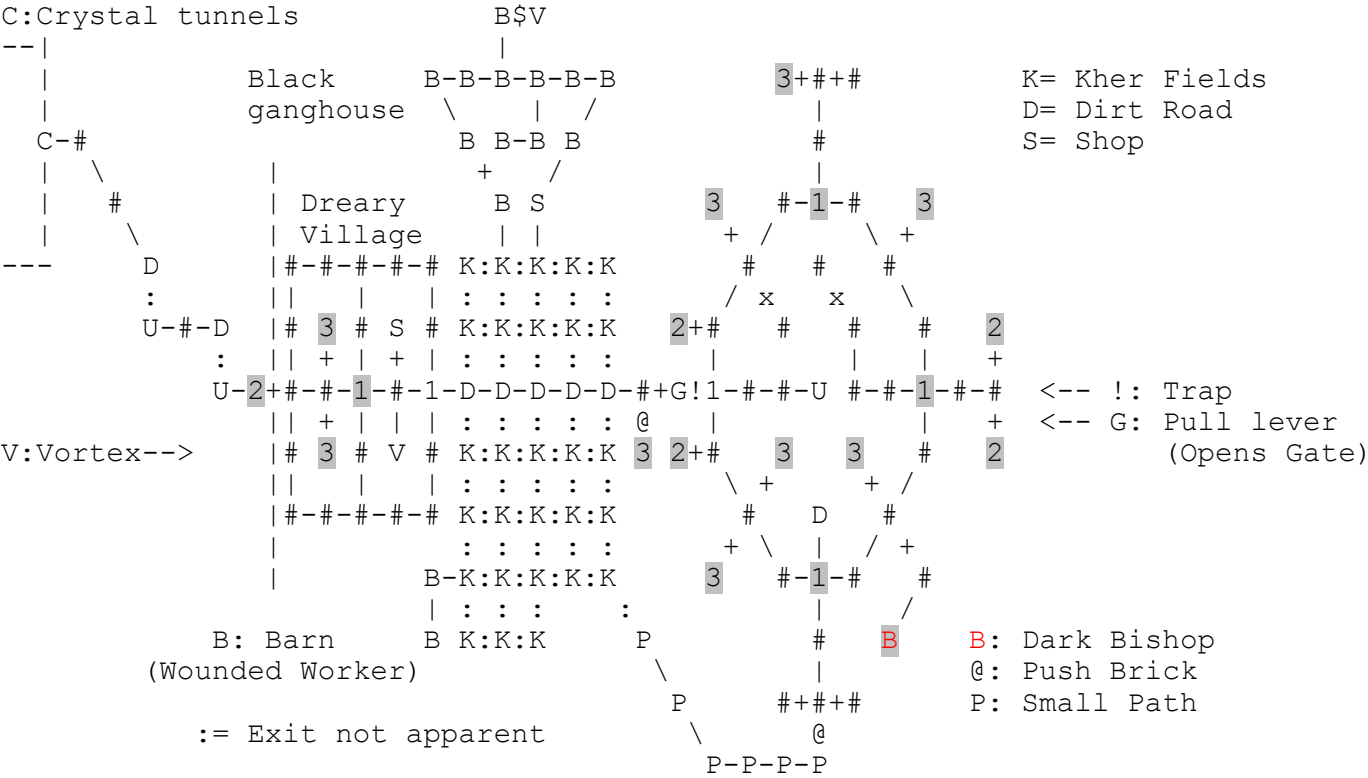 C:Crystal tunnels           B$V
--|                         |
  |           Black     B-B-B-B-B-B         3+#+#         K= Kher Fields
  |           ganghouse  \    |  /            |           D= Dirt Road
  C-#                     B B-B B             #           S= Shop
  |  \         |           +   /              |
  |   #        | Dreary     B S         3   #-1-#   3
  |    \       | Village    | |          + /     \ +
---     D      |#-#-#-#-# K:K:K:K:K       #   #   #
        :      ||   |   | : : : : :      / x   x   \
        U-#-D  |# 3 # S # K:K:K:K:K   2+#   #   #   #   2
            :  || + | + | : : : : :     |       |   |   +
            U-2+#-#-1-#-1-D-D-D-D-D-#+G!1-#-#-U #-#-1-#-#  <-- !: Trap
               || + | | | : : : : : @   |           |   +  <-- G: Pull lever
V:Vortex-->    |# 3 # V # K:K:K:K:K 3 2+#   3   3   #   2         (Opens Gate)
               ||   |   | : : : : :      \ +     + /
               |#-#-#-#-# K:K:K:K:K       #   D   #
               |          : : : : :      + \  |  / +
               |        B-K:K:K:K:K     3   #-1-#   #
                        | : : :    :          |    /
            B: Barn     B K:K:K     P         #   B    B: Dark Bishop
        (Wounded Worker)             \        |        @: Push Brick
                                      P     #+#+#      P: Small Path
           := Exit not apparent        \      @
                                        P-P-P-P